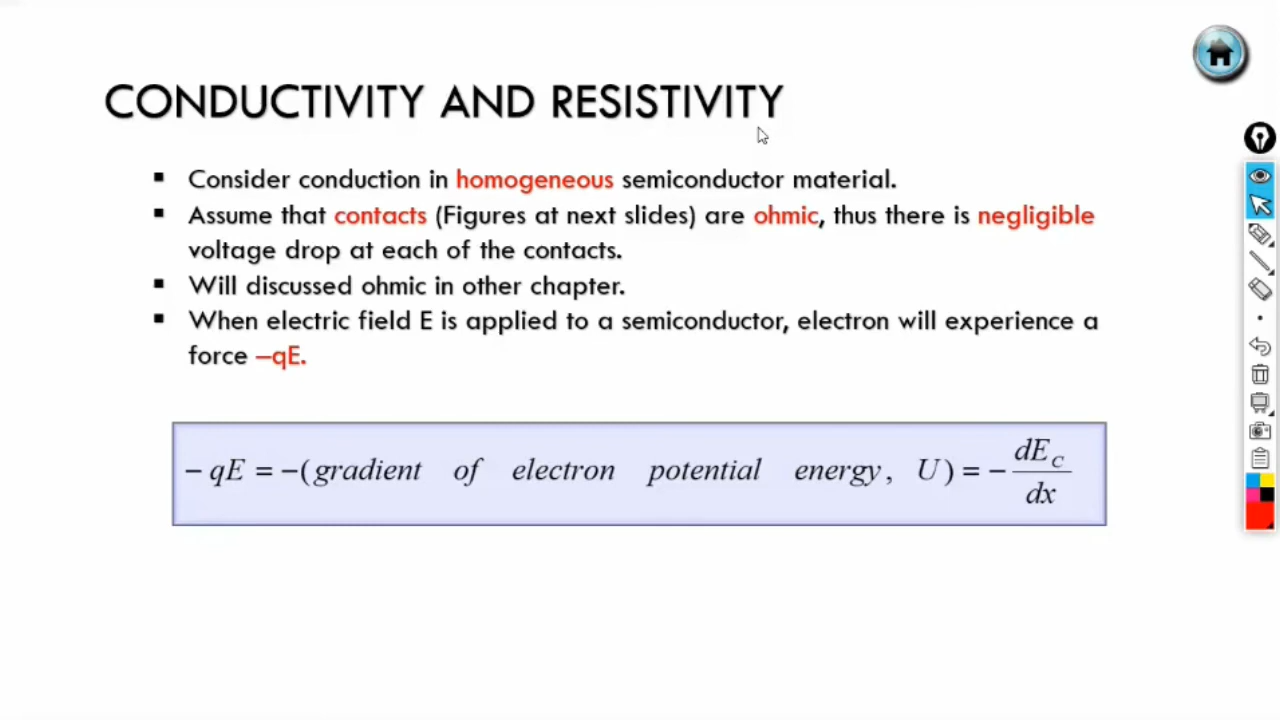 CONDUCTIVITY AND RESISTIVITY
▪ Consider conduction in homogeneous semiconductor material.
▪ Assume that contacts (Figures at next slides) are ohmic, thus there is negligible
voltage drop at each of the contacts.
▪ Will discussed ohmic in other chapter.
▪ When electric field E is applied to a semiconductor, electron will experience a
force –qE.
− qE = −(gradient of electron potential energy, U) = − dE_C/dx